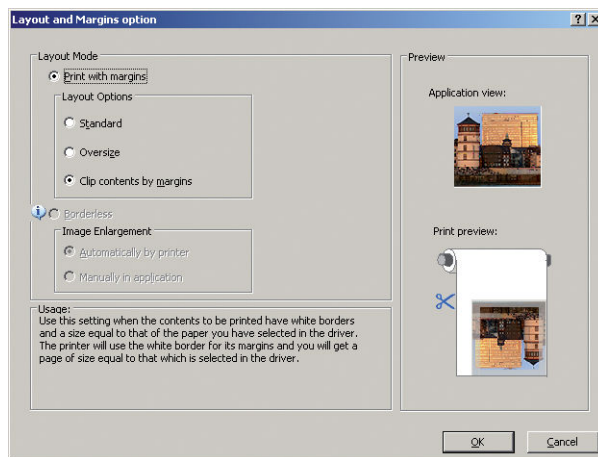 Layout and Margins option
Layout Mode
Print with margins
Layout Options
Standard
Oversize
Clip contents by margins
Borderless
Image Enlargement
Automatically by printer
Manually in application
Usage:
Use this setting when the contents to be printed have white borders
and a size equal to that of the paper you have selected in the driver.
The printer will use the white border for its margins and you will get a
page of size equal to that which is selected in the driver.
Preview
Application view:
Print preview:
OK
Cancel